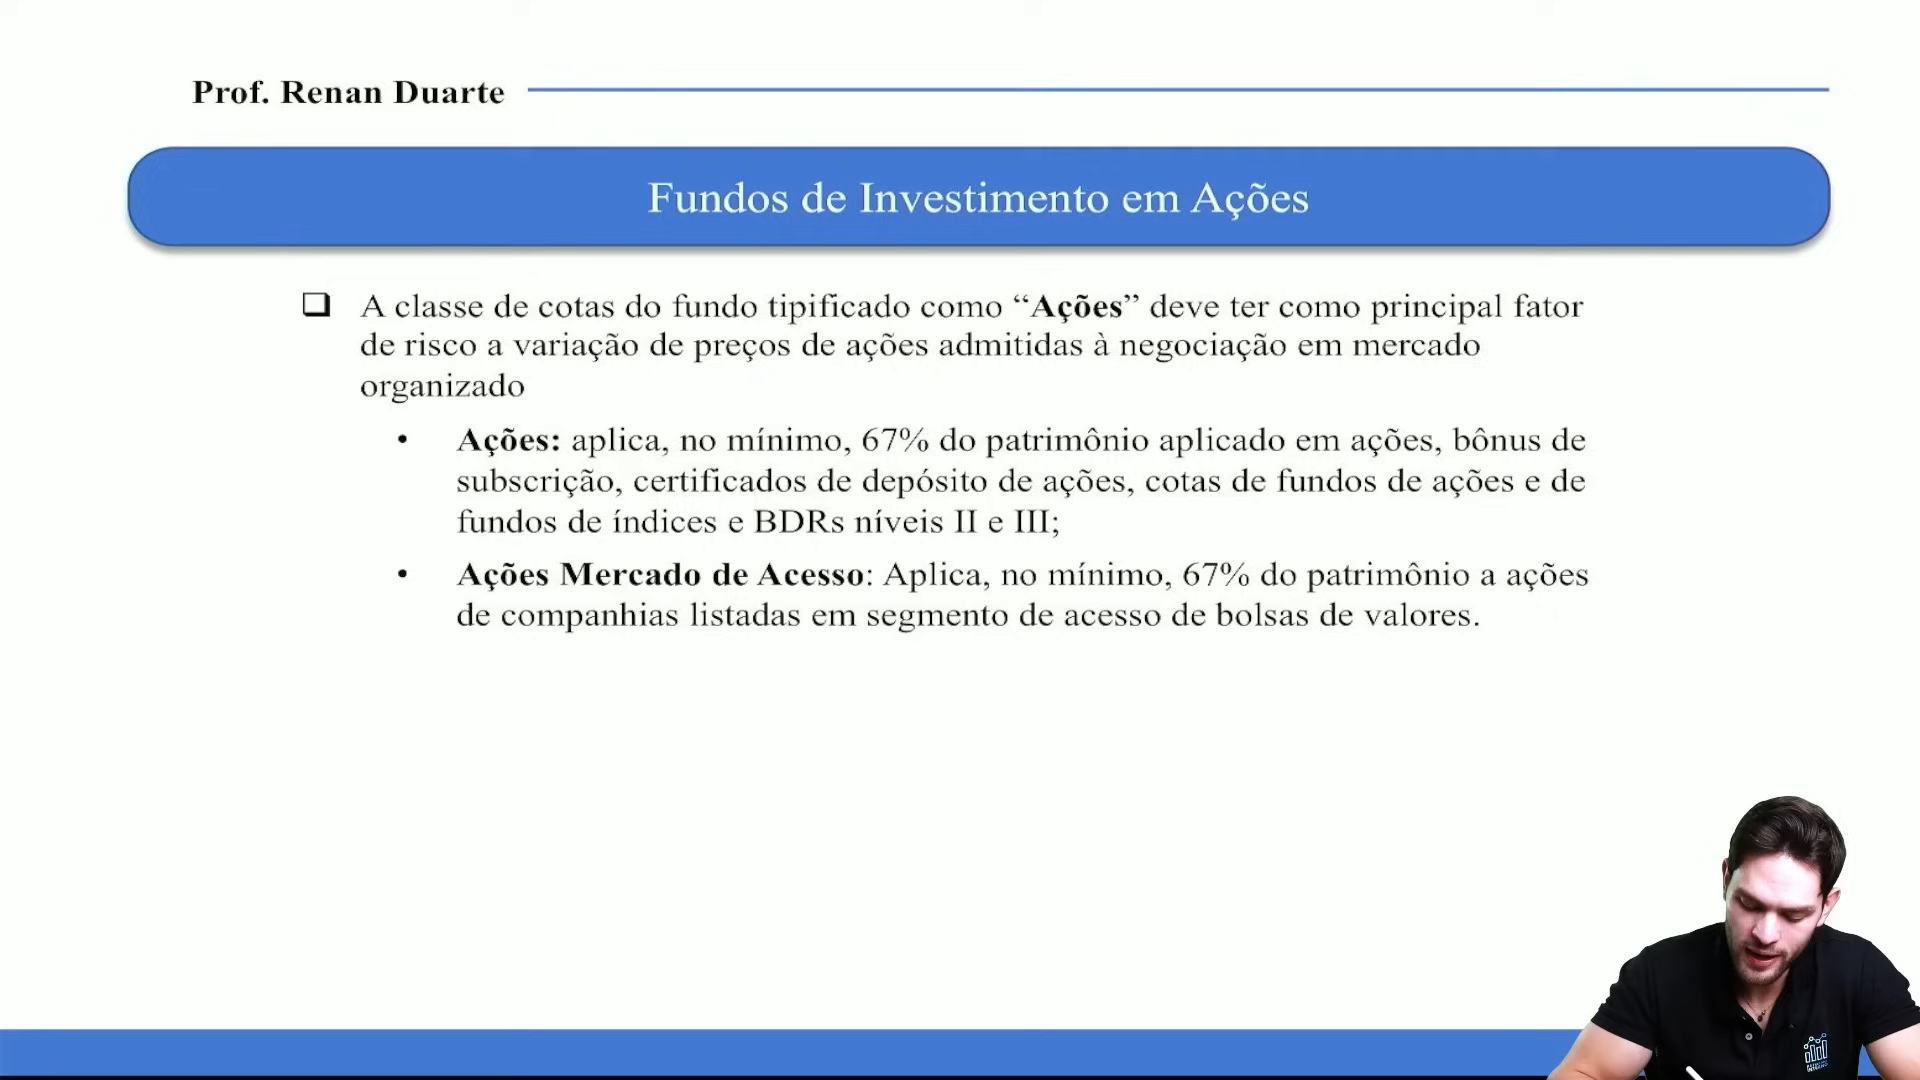 Prof. Renan Duarte
Fundos de Investimento em Ações
A classe de cotas do fundo tipificado como “Ações” deve ter como principal fator
de risco a variação de preços de ações admitidas à negociação em mercado
organizado
• Ações: aplica, no mínimo, 67% do patrimônio aplicado em ações, bônus de
subscrição, certificados de depósito de ações, cotas de fundos de ações e de
fundos de índices e BDRs níveis II e III;
• Ações Mercado de Acesso: Aplica, no mínimo, 67% do patrimônio a ações
de companhias listadas em segmento de acesso de bolsas de valores.